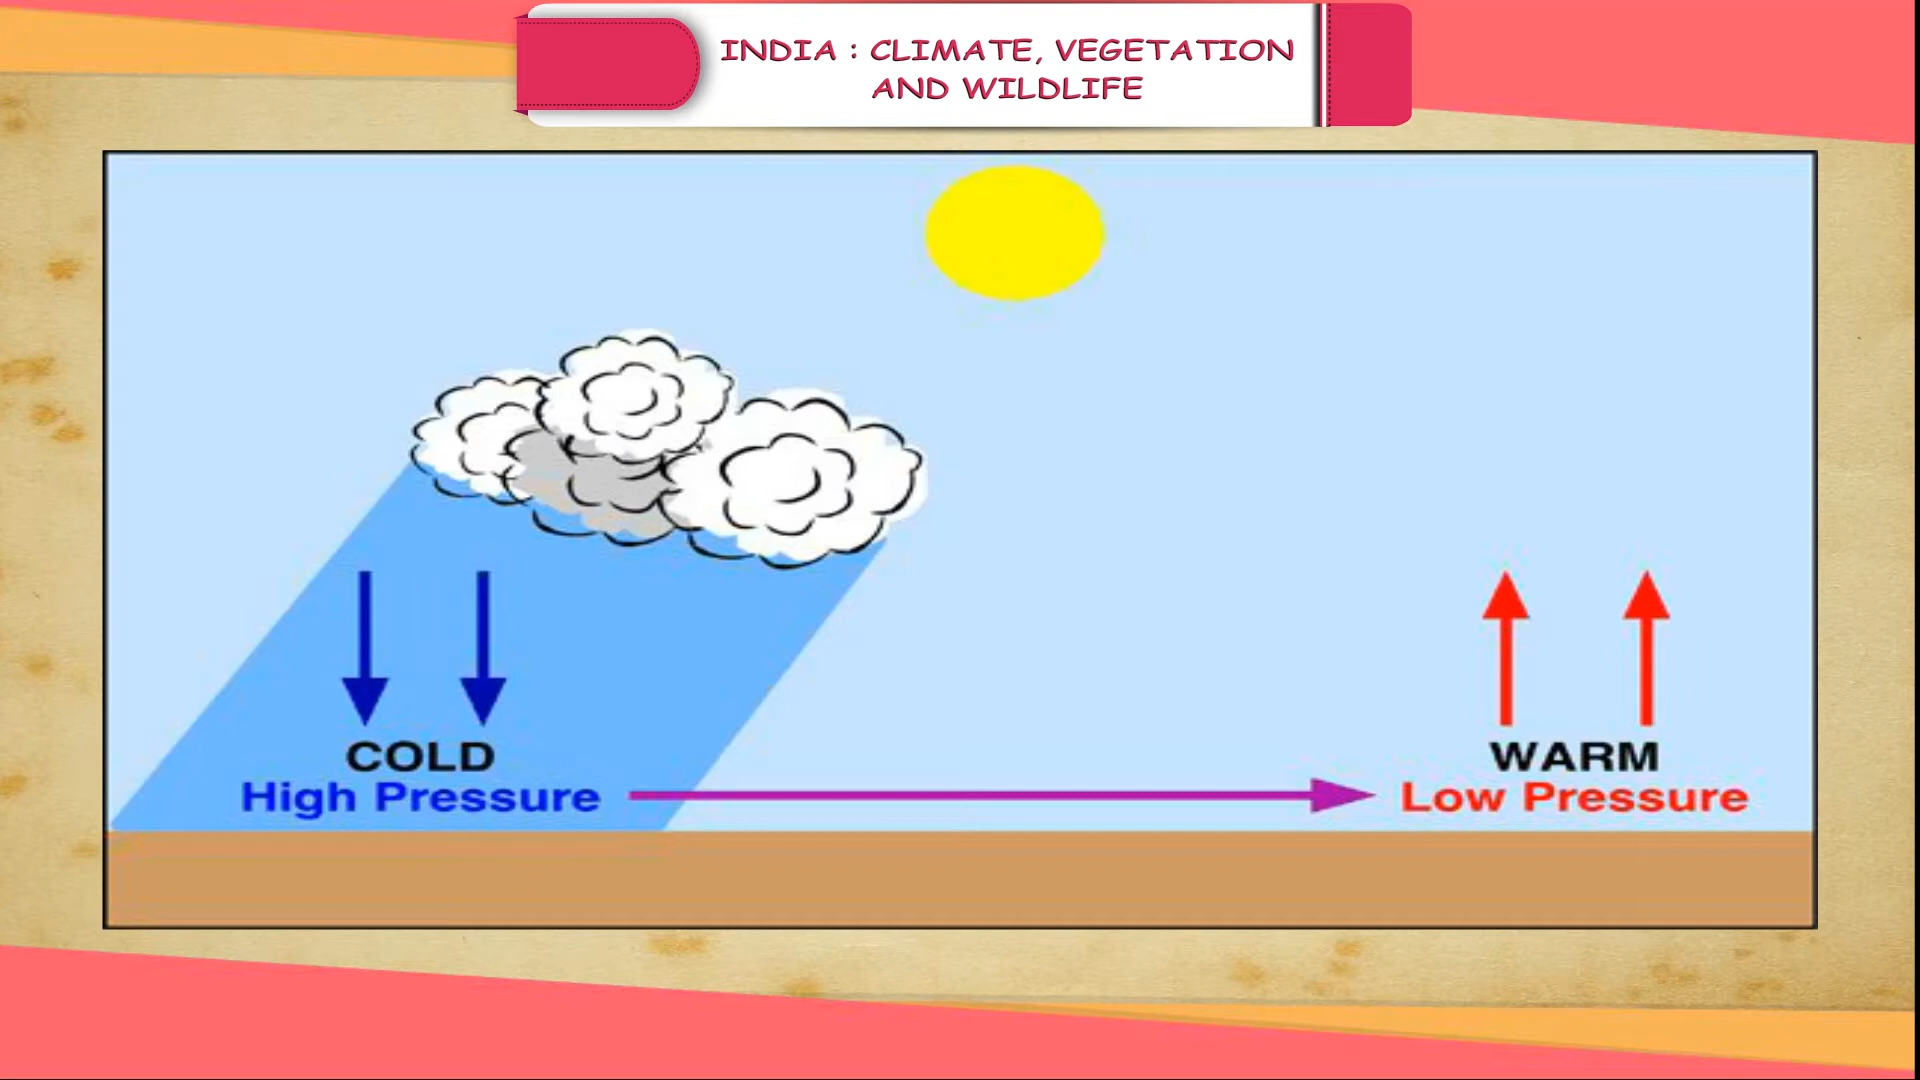 INDIA : CLIMATE, VEGETATION
AND WILDLIFE
COLD
High Pressure
WARM
Low Pressure